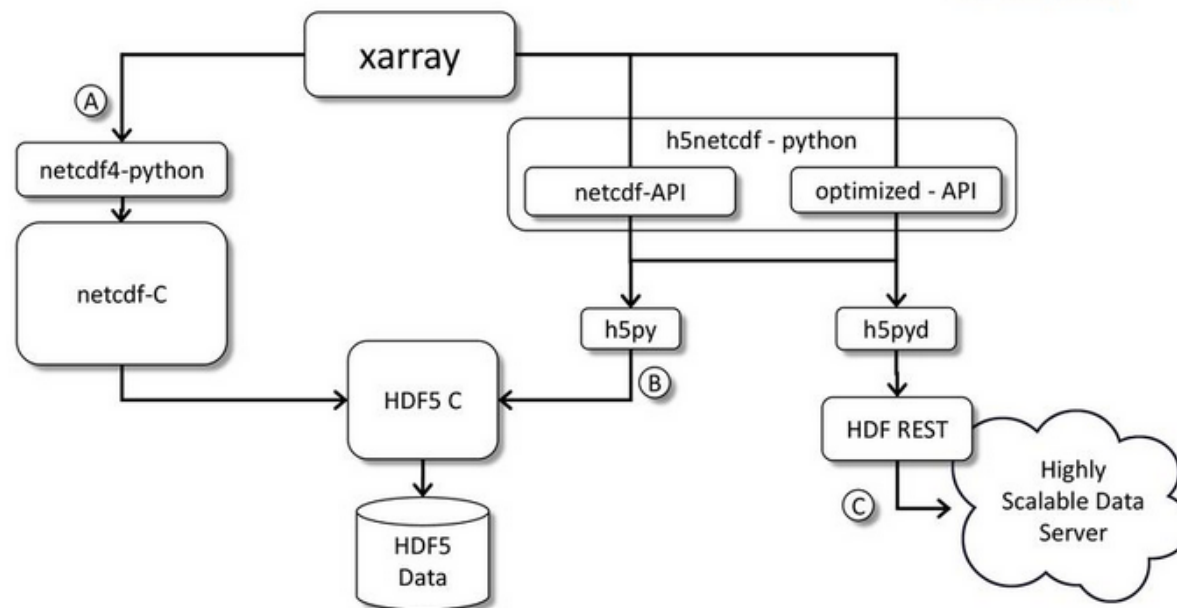 xarray
A
h5netcdf - python
netcdf4-python
netcdf-API
optimized - API
netcdf-C
h5py
h5pyd
B
HDF5 C
HDF REST
C
Highly
Scalable Data
Server
HDF5
Data